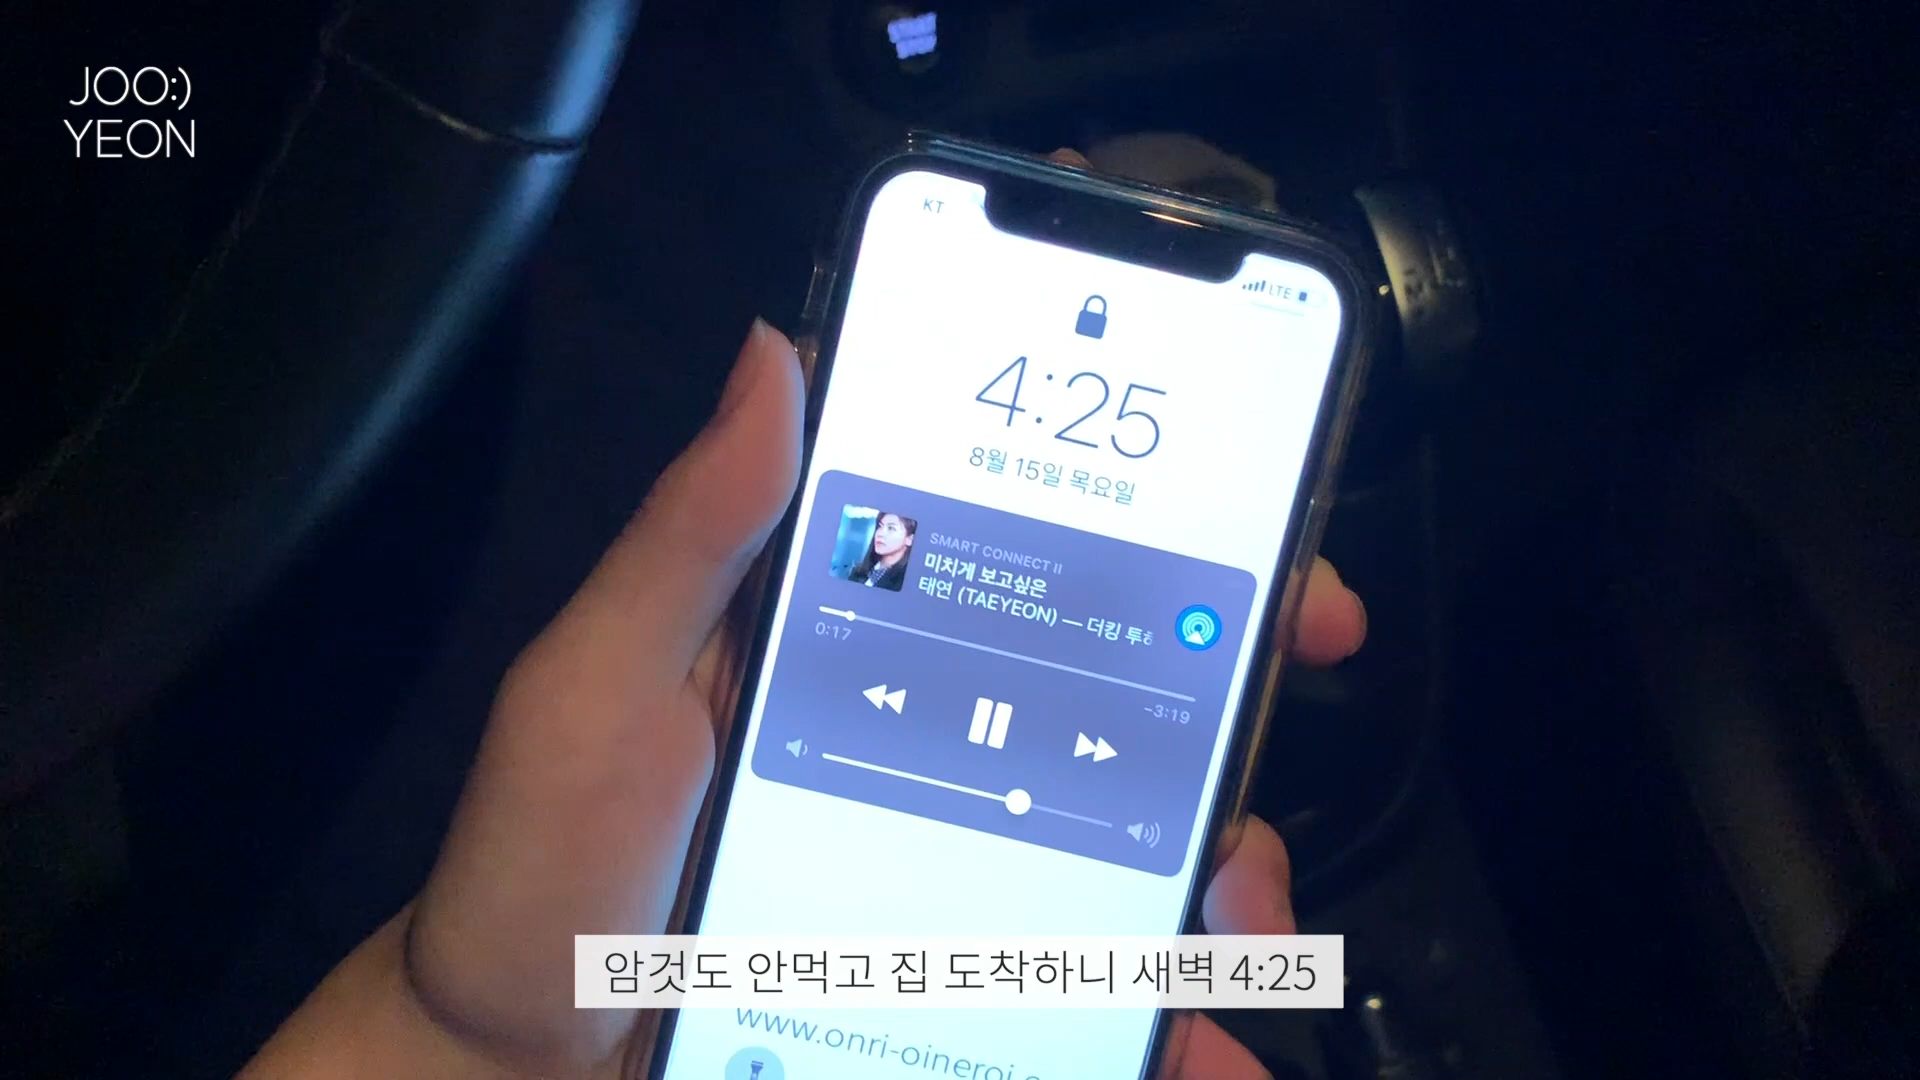 JOO:)
YEON
KT
LTE
4:25
8월 15일 목요일
SMART CONNECT II
미치게 보고싶은
태연 (TAEYEON) — 더킹 투
0:17
-3:19
암것도 안먹고 집 도착하니 새벽 4:25
www.onri-oineroi.